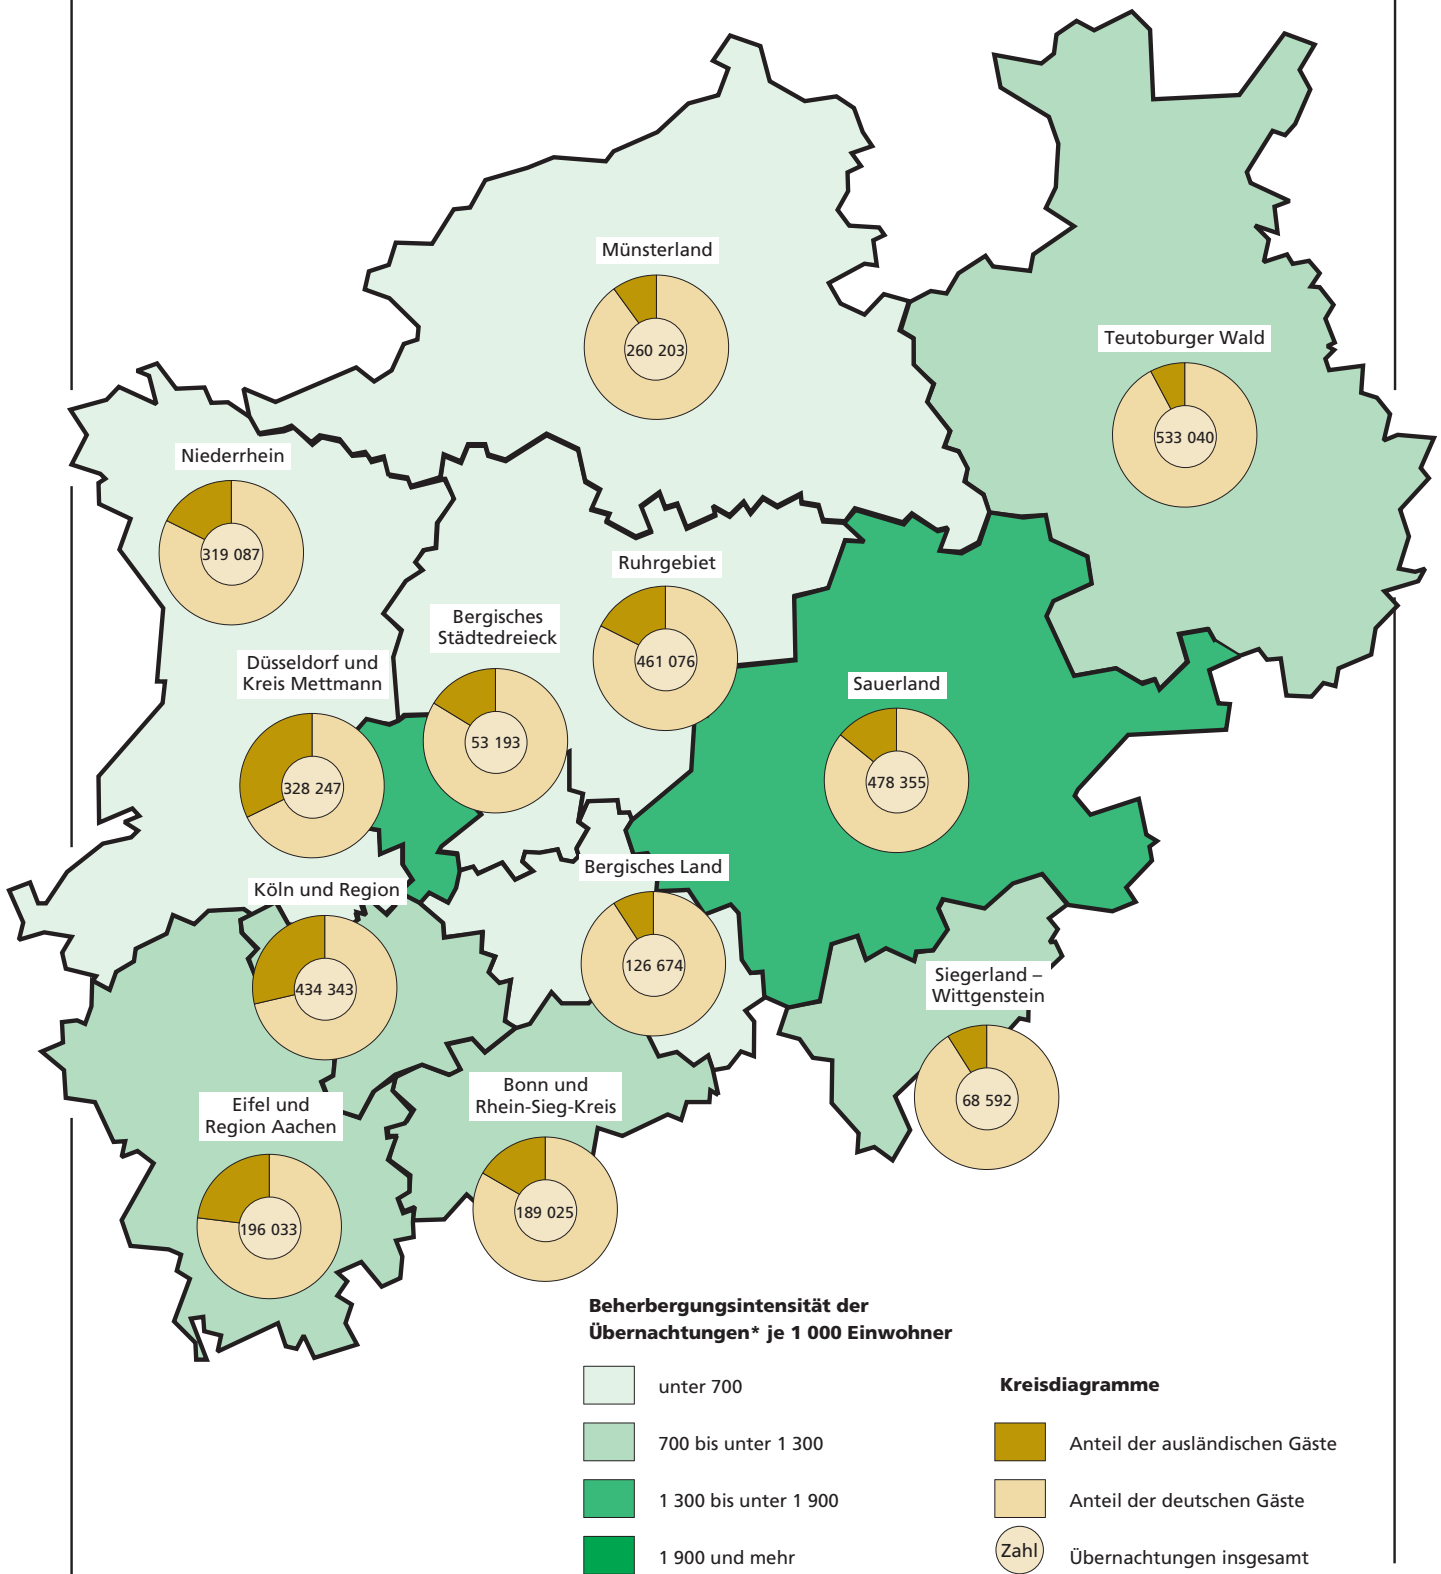 Münsterland
260 203
Teutoburger Wald
533 040
Niederrhein
319 087
Ruhrgebiet
461 076
Bergisches
Städtedreieck
53 193
Düsseldorf und
Kreis Mettmann
328 247
Sauerland
478 355
Bergisches Land
126 674
Köln und Region
434 343
Siegerland –
Wittgenstein
68 592
Bonn und
Rhein-Sieg-Kreis
189 025
Eifel und
Region Aachen
196 033
Beherbergungsintensität der
Übernachtungen* je 1 000 Einwohner
unter 700
700 bis unter 1 300
1 300 bis unter 1 900
1 900 und mehr
Kreisdiagramme
Anteil der ausländischen Gäste
Anteil der deutschen Gäste
Zahl
Übernachtungen insgesamt